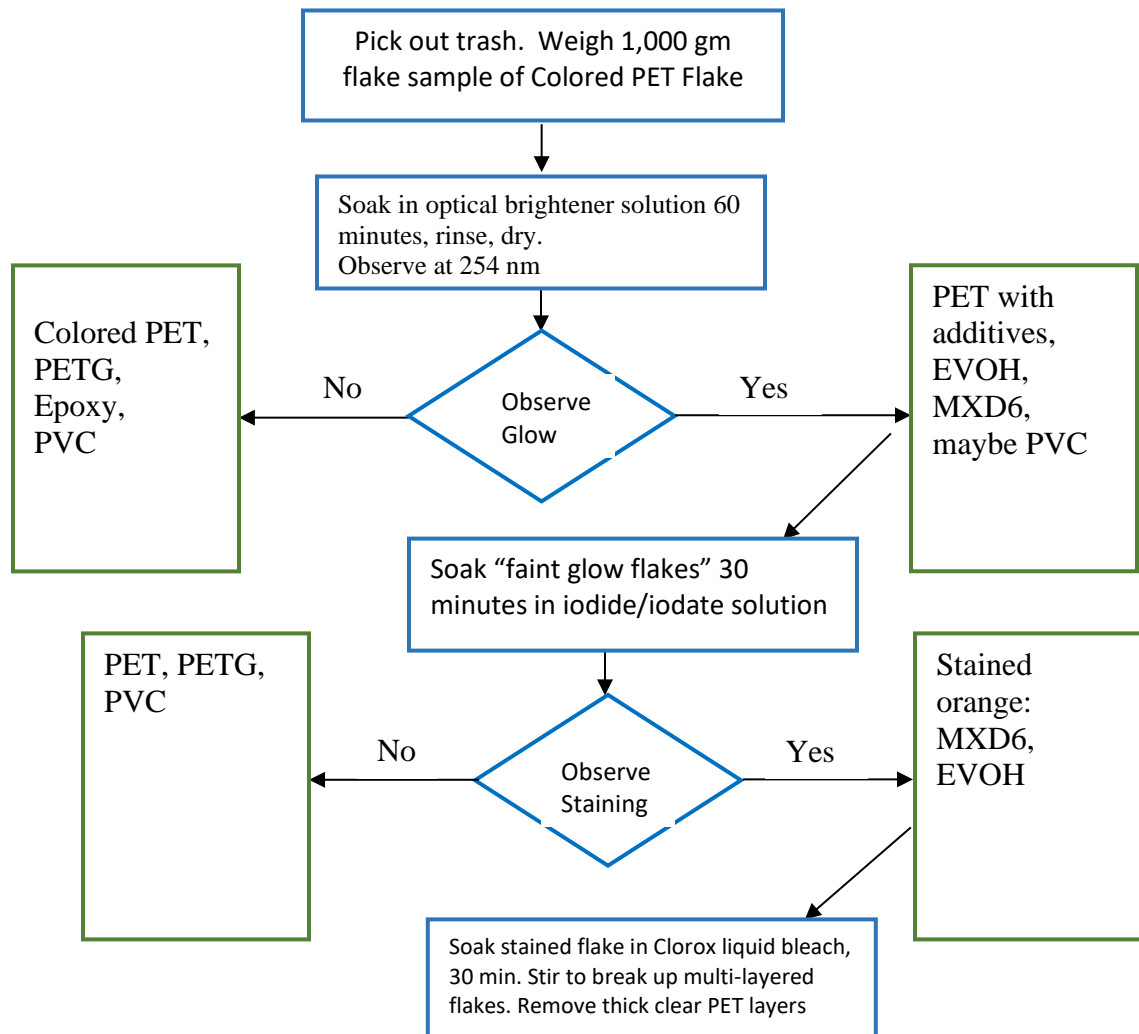 Pick out trash.  Weigh 1,000 gm
flake sample of Colored PET Flake
Soak in optical brightener solution 60
minutes, rinse, dry.
Observe at 254 nm
Colored PET,
PETG,
Epoxy,
PVC
No
Observe
Glow
Yes
PET with
additives,
EVOH,
MXD6,
maybe PVC
Soak “faint glow flakes” 30
minutes in iodide/iodate solution
PET, PETG,
PVC
No
Observe
Staining
Yes
Stained
orange:
MXD6,
EVOH
Soak stained flake in Clorox liquid bleach,
30 min. Stir to break up multi-layered
flakes. Remove thick clear PET layers